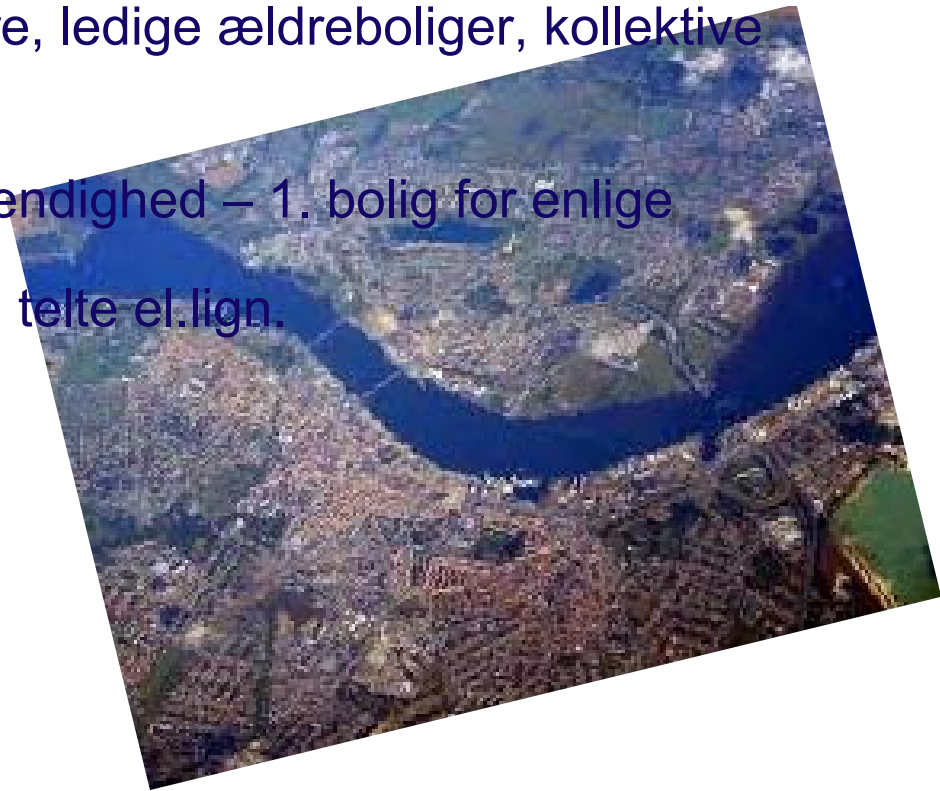 e, ledige ældreboliger, kollektive
endighed – 1. bolig for enlige
telte el.lign.